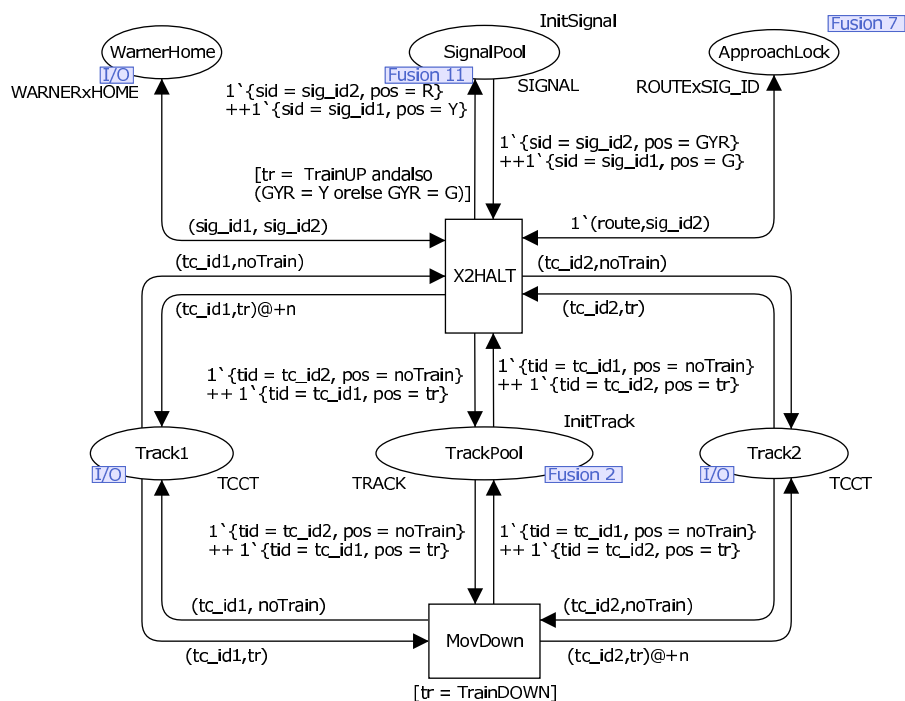 InitSignal
Fusion 7
WarnerHome
SignalPool
ApproachLock
I/O
Fusion 11
WARNERxHOME
SIGNAL
ROUTExSIG_ID
1`{sid = sig_id2, pos = R}
++1`{sid = sig_id1, pos = Y}
1`{sid = sig_id2, pos = GYR}
++1`{sid = sig_id1, pos = G}
[tr =  TrainUP andalso
(GYR = Y orelse GYR = G)]
(sig_id1, sig_id2)
1`(route,sig_id2)
(tc_id1,noTrain)
X2HALT
(tc_id2,noTrain)
(tc_id1,tr)@+n
(tc_id2,tr)
1`{tid = tc_id2, pos = noTrain}
++ 1`{tid = tc_id1, pos = tr}
1`{tid = tc_id1, pos = noTrain}
++ 1`{tid = tc_id2, pos = tr}
InitTrack
Track1
TrackPool
Track2
I/O
Fusion 2
I/O
TCCT
TRACK
TCCT
1`{tid = tc_id2, pos = noTrain}
++ 1`{tid = tc_id1, pos = tr}
1`{tid = tc_id1, pos = noTrain}
++ 1`{tid = tc_id2, pos = tr}
(tc_id1, noTrain)
(tc_id2,noTrain)
MovDown
(tc_id1,tr)
(tc_id2,tr)@+n
[tr = TrainDOWN]